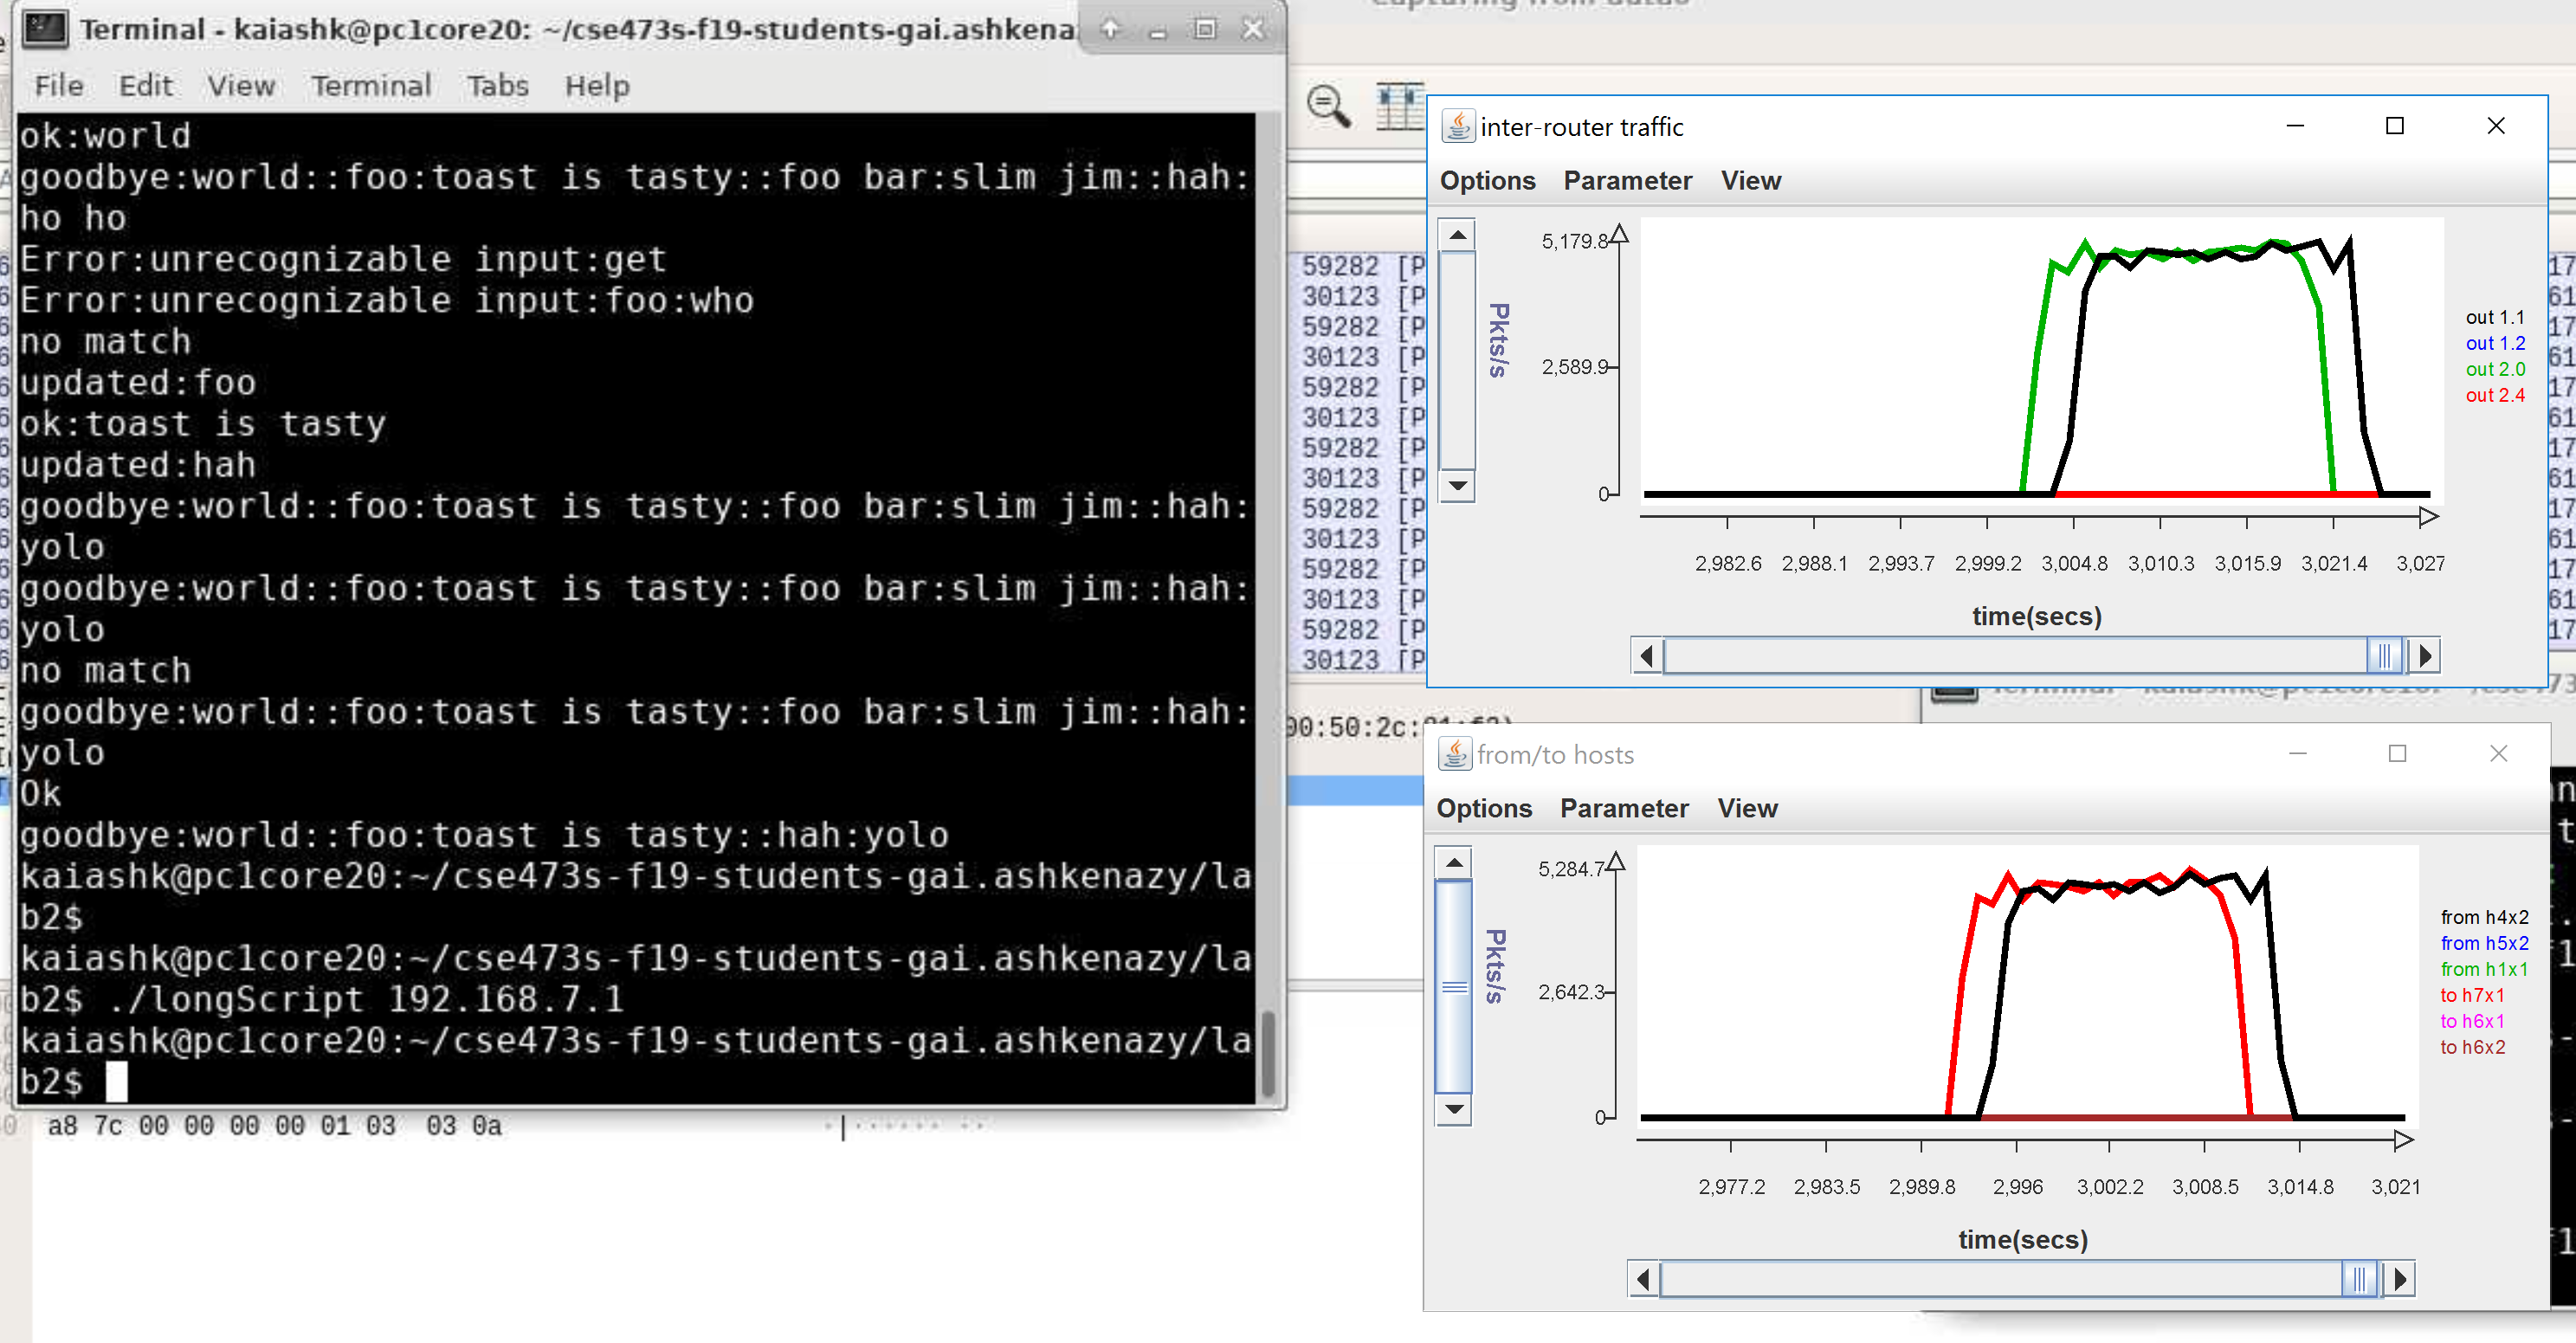 Terminal - kaiashk@pc1core20: ~/cse473s-f19-students-gai.ashkena
File Edit View Terminal Tabs Help
ok:world
goodbye:world::foo:toast is tasty::foo bar:slim jim::hah:
ho ho
Error:unrecognizable input:get
Error:unrecognizable input:foo:who
no match
updated:foo
ok:toast is tasty
updated:hah
goodbye:world::foo:toast is tasty::foo bar:slim jim::hah:
yolo
goodbye:world::foo:toast is tasty::foo bar:slim jim::hah:
yolo
no match
goodbye:world::foo:toast is tasty::foo bar:slim jim::hah:
yolo
Ok
goodbye:world::foo:toast is tasty::hah:yolo
kaiashk@pc1core20:~/cse473s-f19-students-gai.ashkenazy/la
b2$
kaiashk@pc1core20:~/cse473s-f19-students-gai.ashkenazy/la
b2$ ./longScript 192.168.7.1
kaiashk@pc1core20:~/cse473s-f19-students-gai.ashkenazy/la
b2$
a8 7c 00 00 00 00 01 03 03 0a
59282 [P
30123 [P
59282 [P
30123 [P
59282 [P
30123 [P
59282 [P
30123 [P
59282 [P
30123 [P
59282 [P
30123 [P
59282 [P
30123 [P
00:50:2c:
inter-router traffic
Options Parameter View
Pkts/s
5,179.8
2,589.9
0
2,982.6 2,988.1 2,993.7 2,999.2 3,004.8 3,010.3 3,015.9 3,021.4 3,027
time(secs)
out 1.1
out 1.2
out 2.0
out 2.4
from/to hosts
Options Parameter View
Pkts/s
5,284.7
2,642.3
0
2,977.2 2,983.5 2,989.8 2,996 3,002.2 3,008.5 3,014.8 3,021
time(secs)
from h4x2
from h5x2
from h1x1
to h7x1
to h6x1
to h6x2